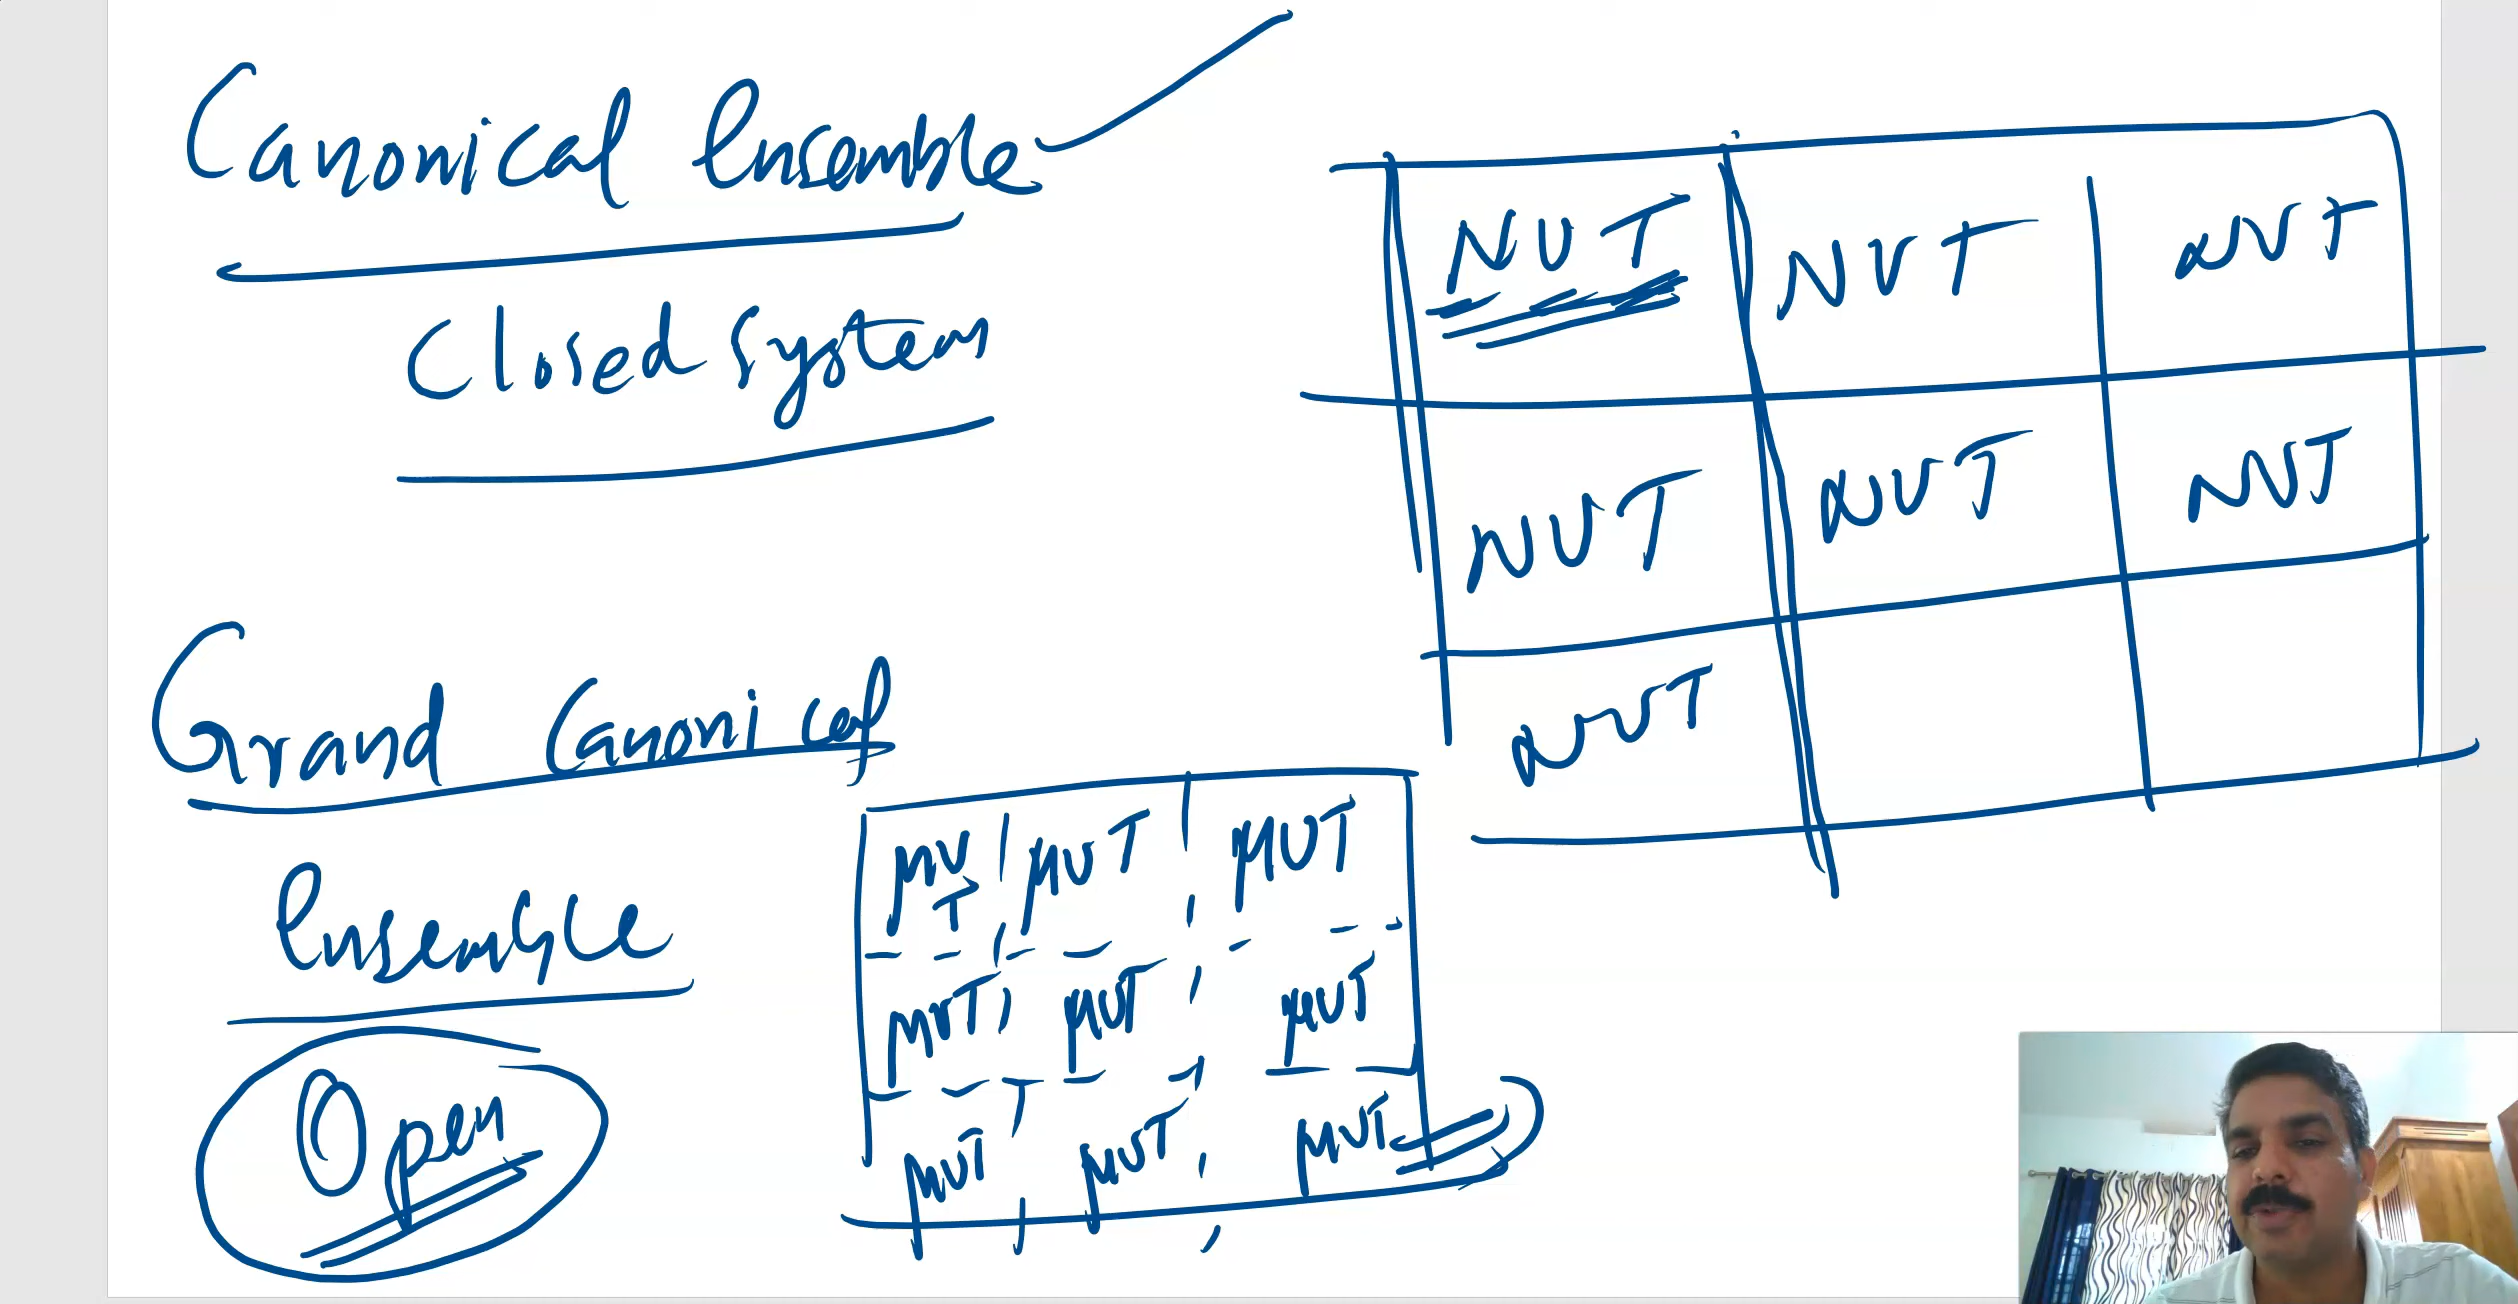 Canonical Ensemble
Closed System
NVT NVT NVT
NVT NVT NVT
NVT
Grand Canonical
Ensemble
Open
μV T μVT μVT
μVT μVT μVT
μVT μVT μVT